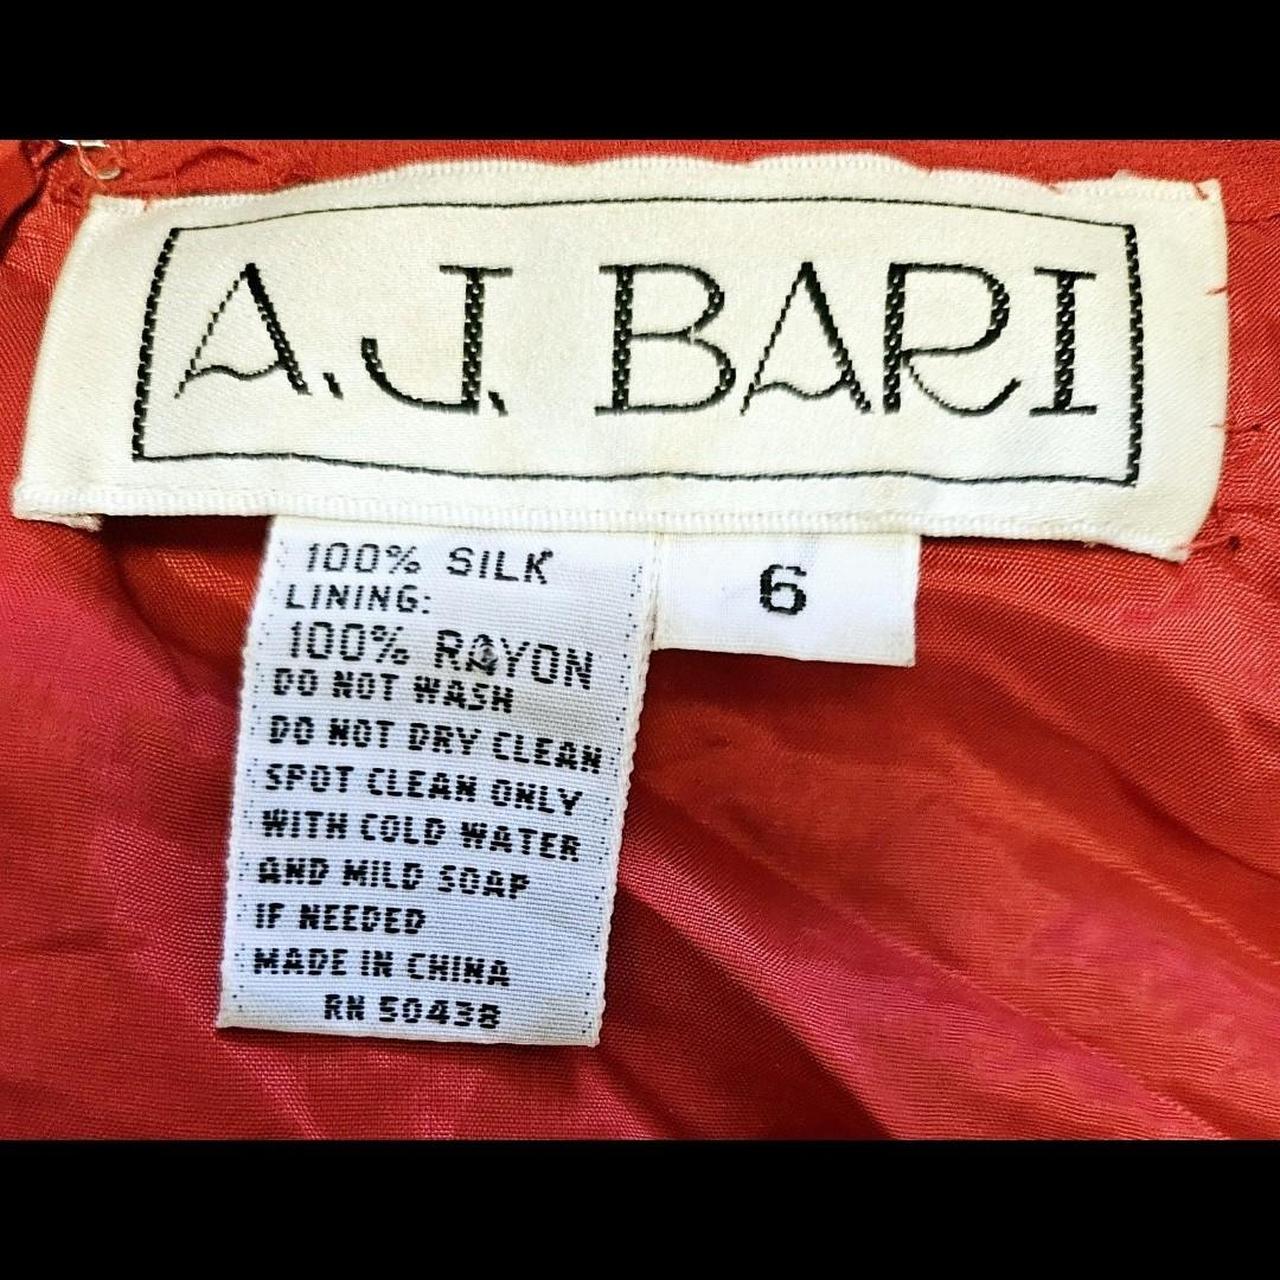 A.J. BARI
100% SILK
LINING:
100% RAYON
DO NOT WASH
DO NOT DRY CLEAN
SPOT CLEAN ONLY
WITH COLD WATER
AND MILD SOAP
IF NEEDED
MADE IN CHINA
RN 50438
6